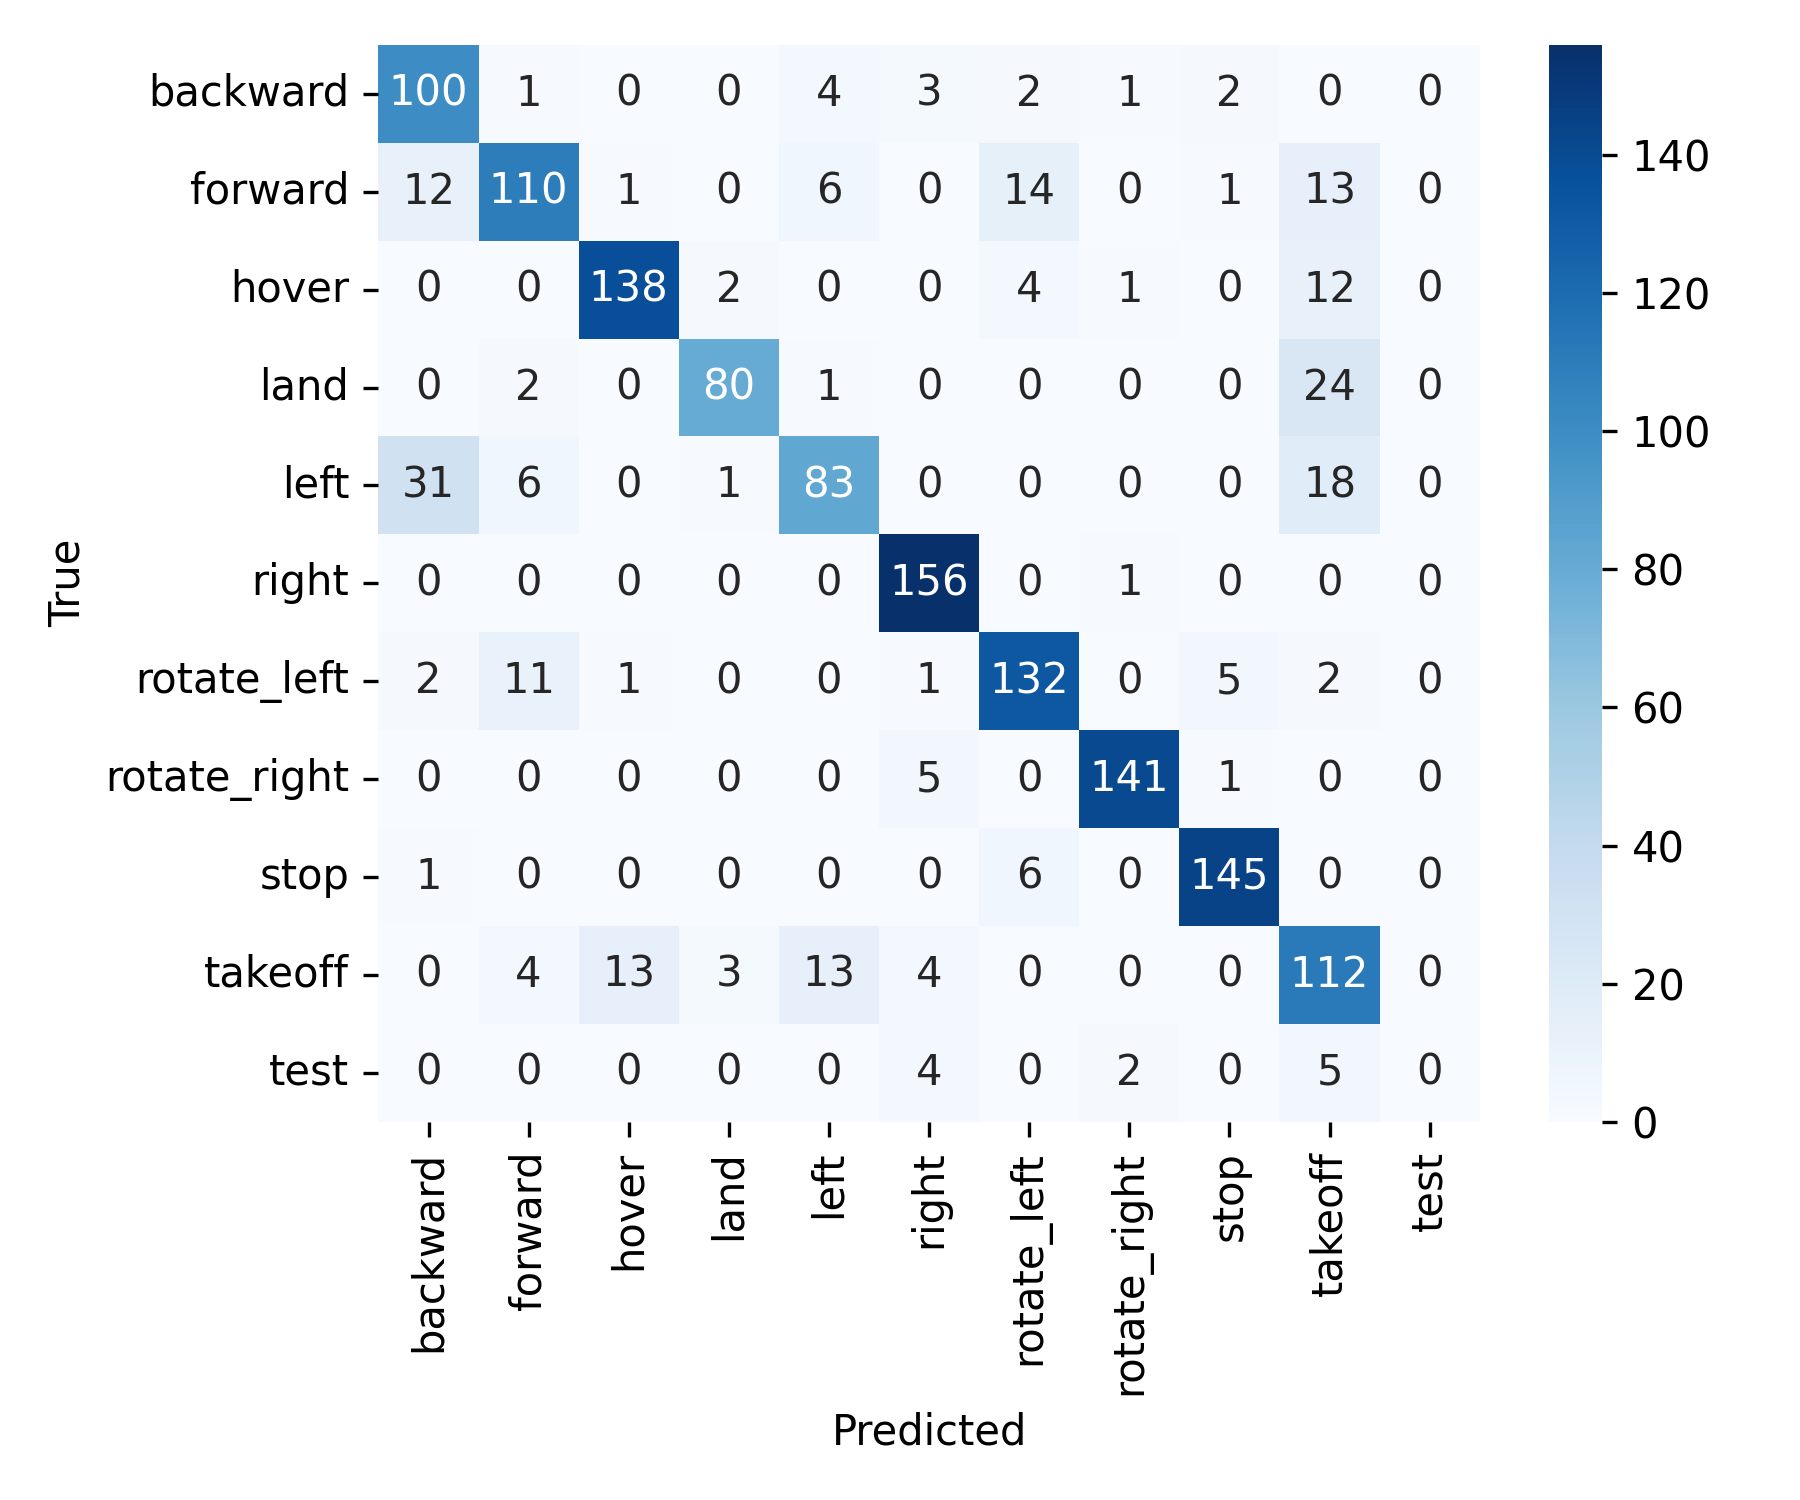 backward 100 1 0 0 4 3 2 1 2 0 0
forward 12 110 1 0 6 0 14 0 1 13 0
hover 0 0 138 2 0 0 4 1 0 12 0
land 0 2 0 80 1 0 0 0 0 24 0
left 31 6 0 1 83 0 0 0 0 18 0
right 0 0 0 0 0 156 0 1 0 0 0
rotate_left 2 11 1 0 0 1 132 0 5 2 0
rotate_right 0 0 0 0 0 5 0 141 1 0 0
stop 1 0 0 0 0 0 6 0 145 0 0
takeoff 0 4 13 3 13 4 0 0 0 112 0
test 0 0 0 0 0 4 0 2 0 5 0
True
backward forward hover land left right rotate_left rotate_right stop takeoff test
Predicted
140
120
100
80
60
40
20
0